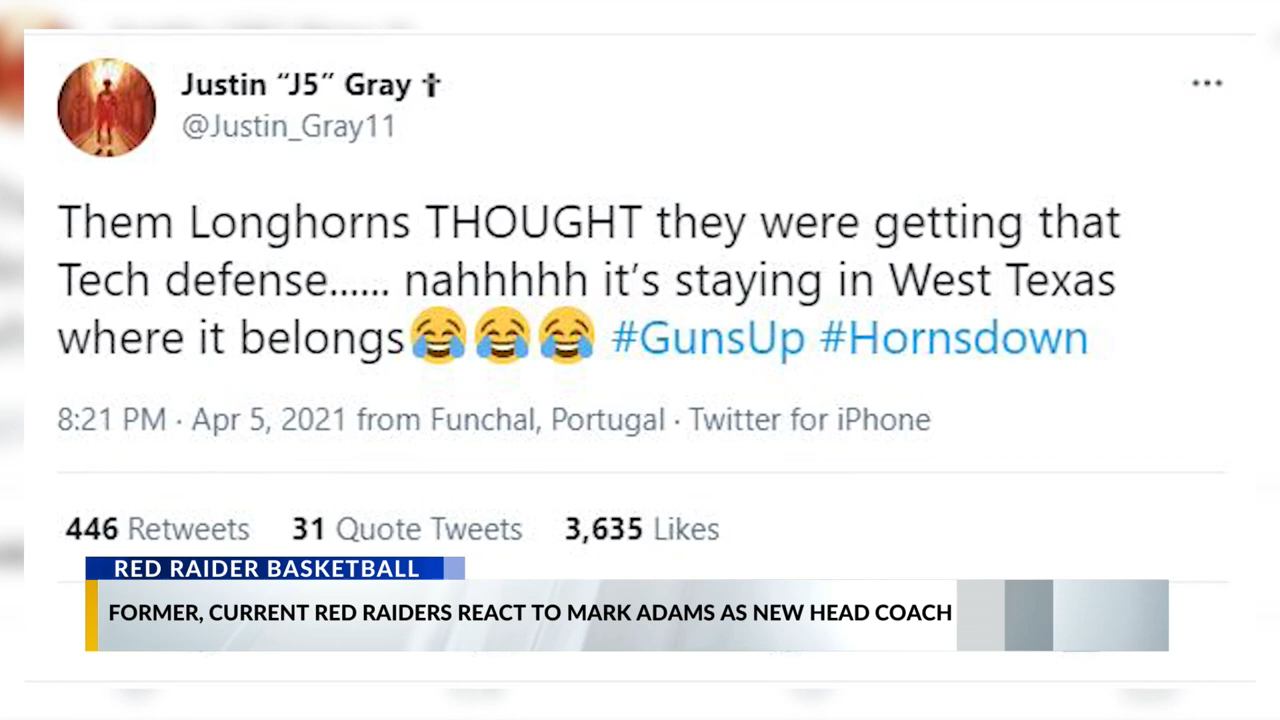 Justin “J5” Gray ✝
@Justin_Gray11
Them Longhorns THOUGHT they were getting that
Tech defense...... nahhhhh it’s staying in West Texas
where it belongs😂😂😂 #GunsUp #Hornsdown
8:21 PM · Apr 5, 2021 from Funchal, Portugal · Twitter for iPhone
446 Retweets 31 Quote Tweets 3,635 Likes
RED RAIDER BASKETBALL
FORMER, CURRENT RED RAIDERS REACT TO MARK ADAMS AS NEW HEAD COACH